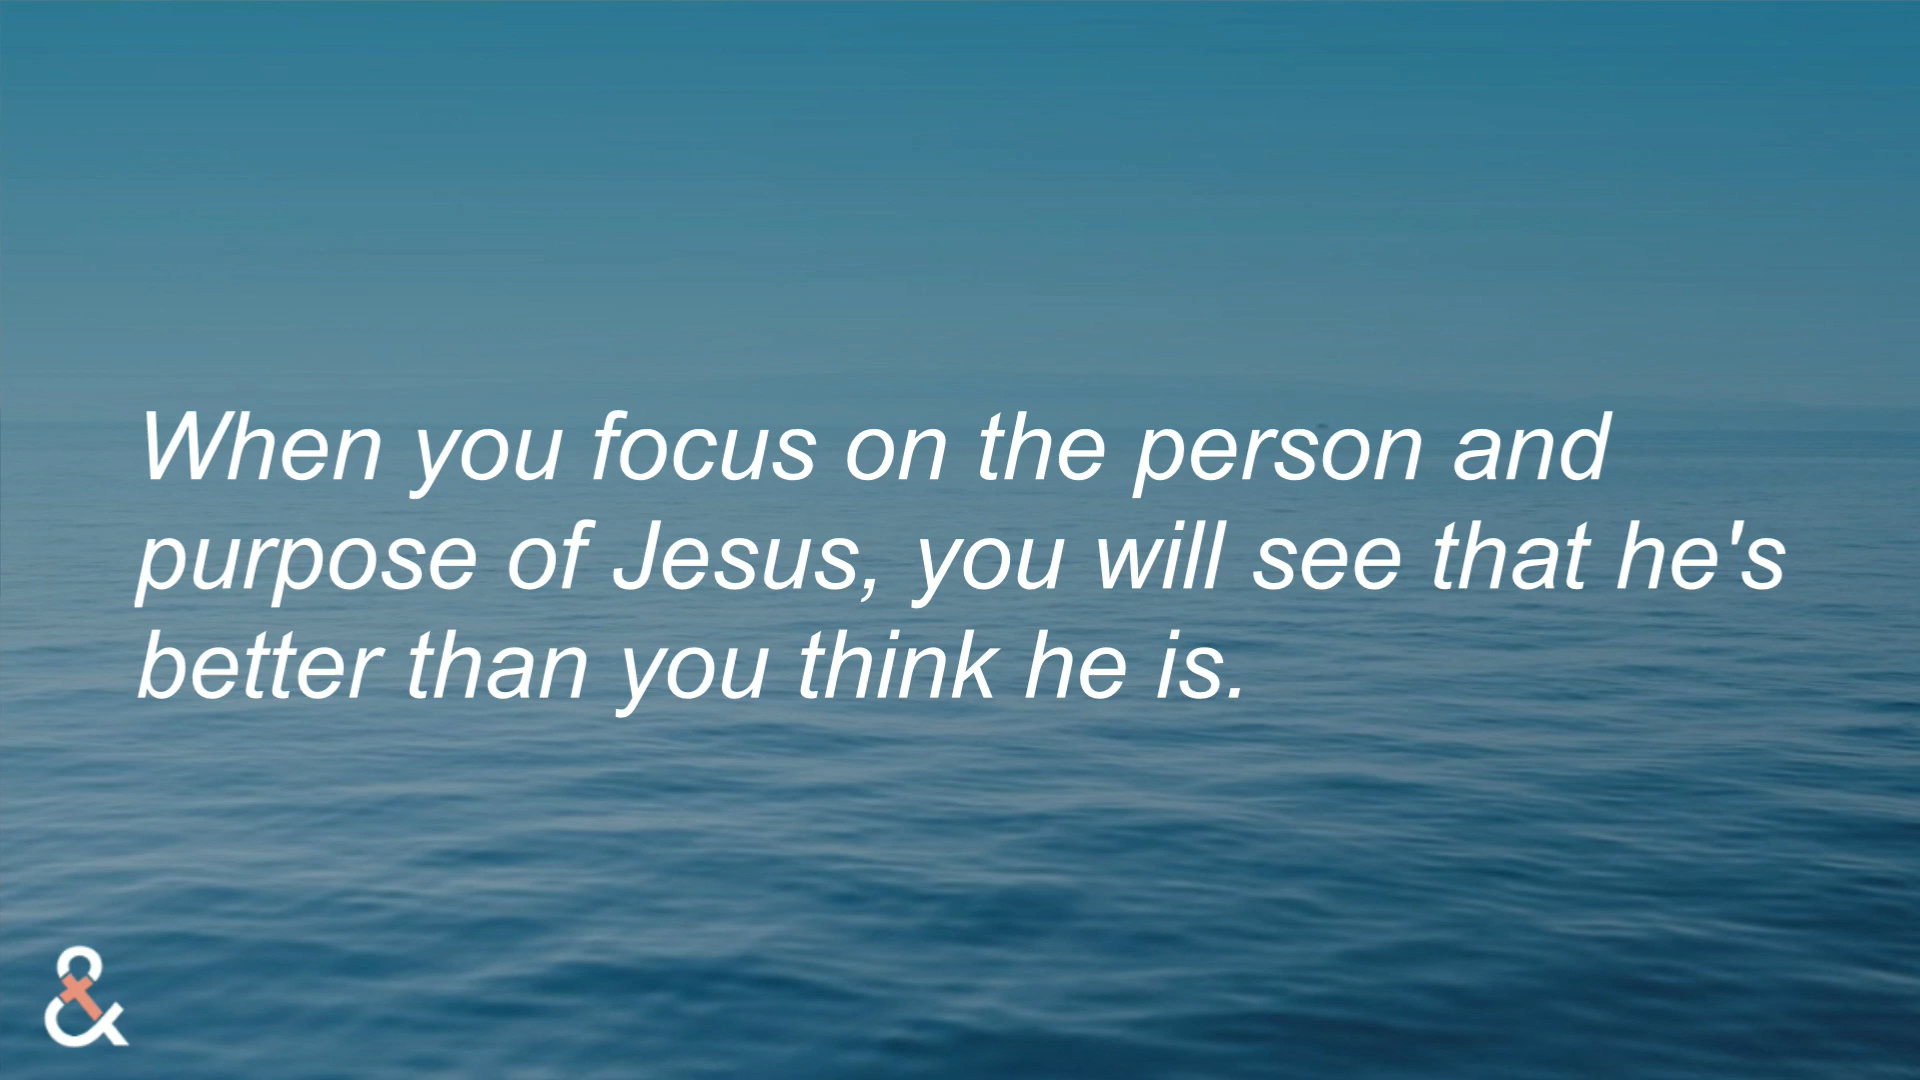 When you focus on the person and
purpose of Jesus, you will see that he's
better than you think he is.
&